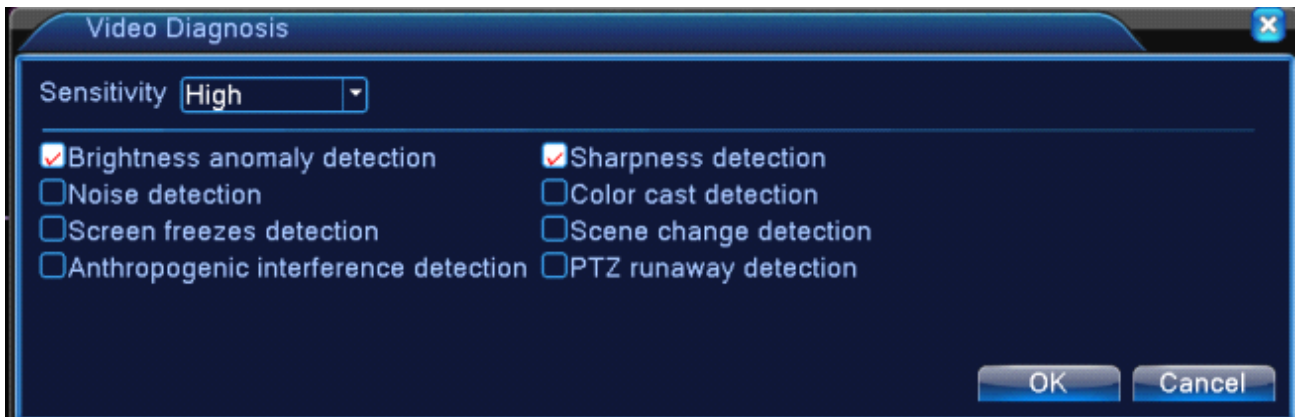 Video Diagnosis
Sensitivity High
Brightness anomaly detection Sharpness detection
Noise detection Color cast detection
Screen freezes detection Scene change detection
Anthropogenic interference detection PTZ runaway detection
OK Cancel